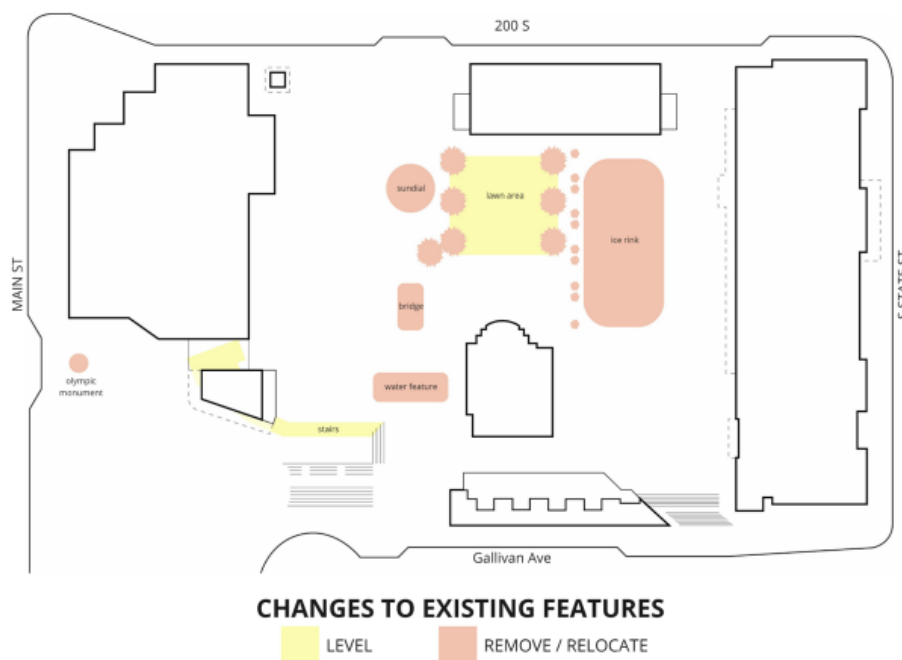 200 S
MAIN ST
E STATE ST
sundial
lawn area
ice rink
bridge
olympic
monument
water feature
stairs
Gallivan Ave
CHANGES TO EXISTING FEATURES
LEVEL
REMOVE / RELOCATE